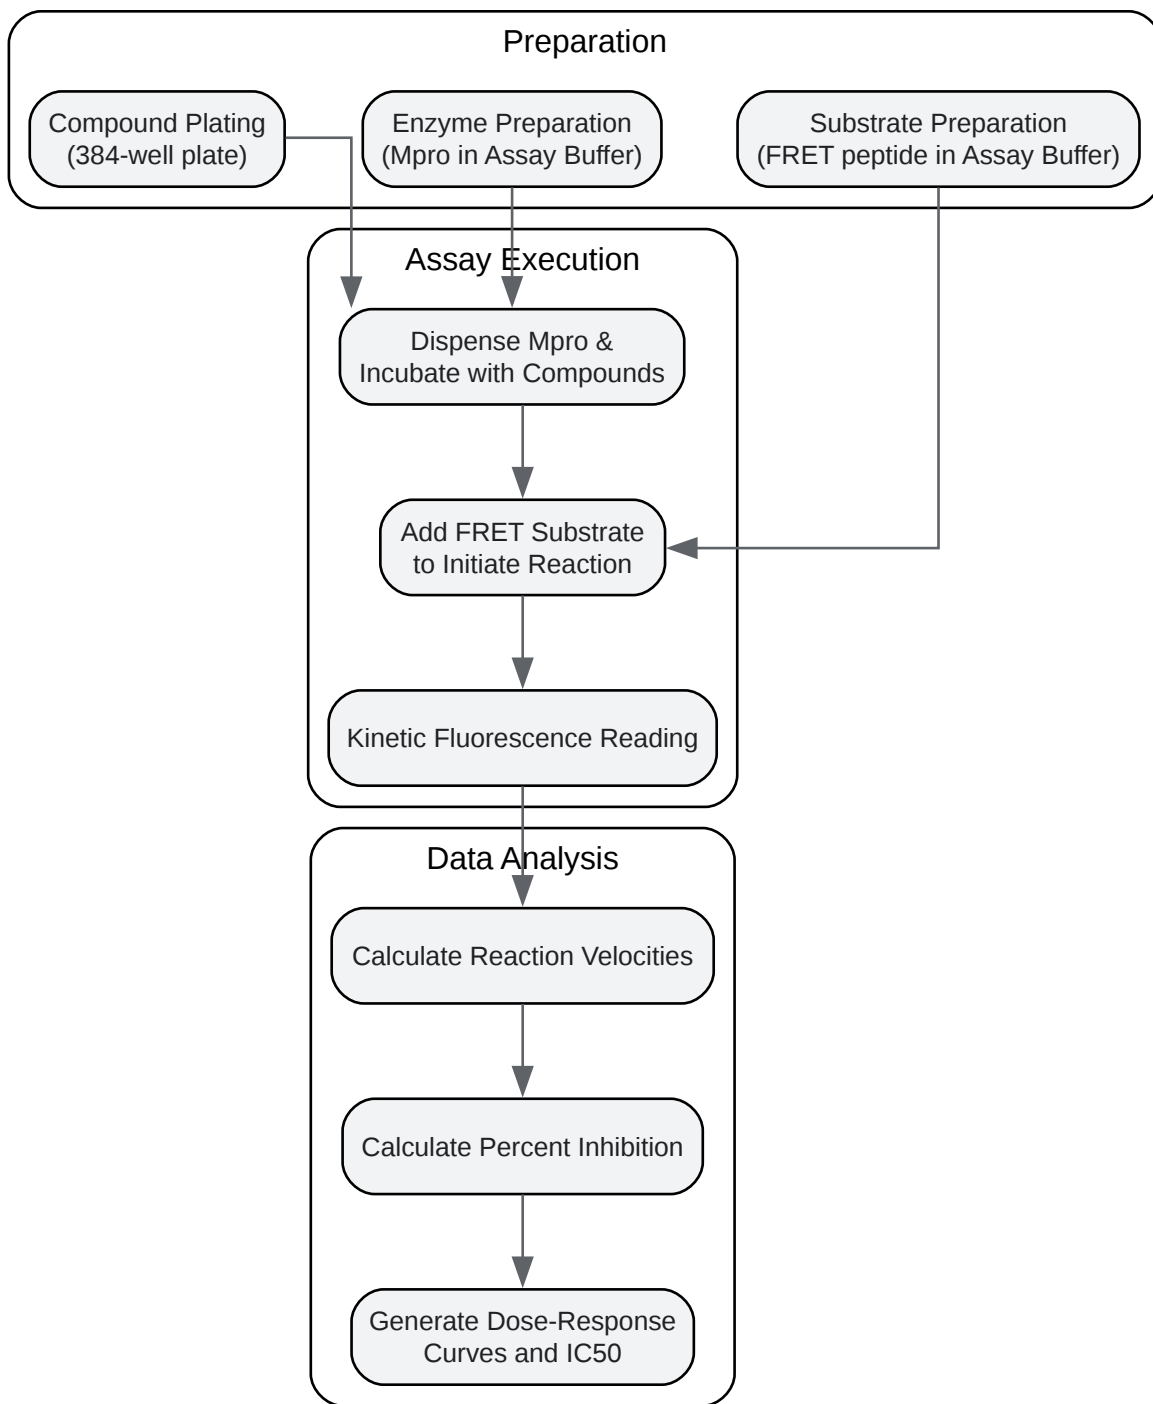 Preparation
Compound Plating
(384-well plate)
Enzyme Preparation
(Mpro in Assay Buffer)
Substrate Preparation
(FRET peptide in Assay Buffer)
Assay Execution
Dispense Mpro &
Incubate with Compounds
Add FRET Substrate
to Initiate Reaction
Kinetic Fluorescence Reading
Data Analysis
Calculate Reaction Velocities
Calculate Percent Inhibition
Generate Dose-Response
Curves and IC50